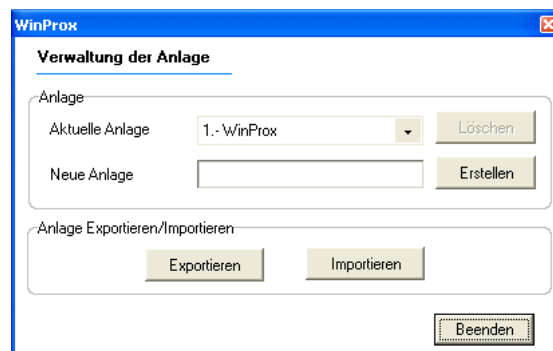 WinProx
Verwaltung der Anlage
Anlage
Aktuelle Anlage 1.- WinProx Löschen
Neue Anlage Erstellen
Anlage Exportieren/Importieren
Exportieren Importieren
Beenden